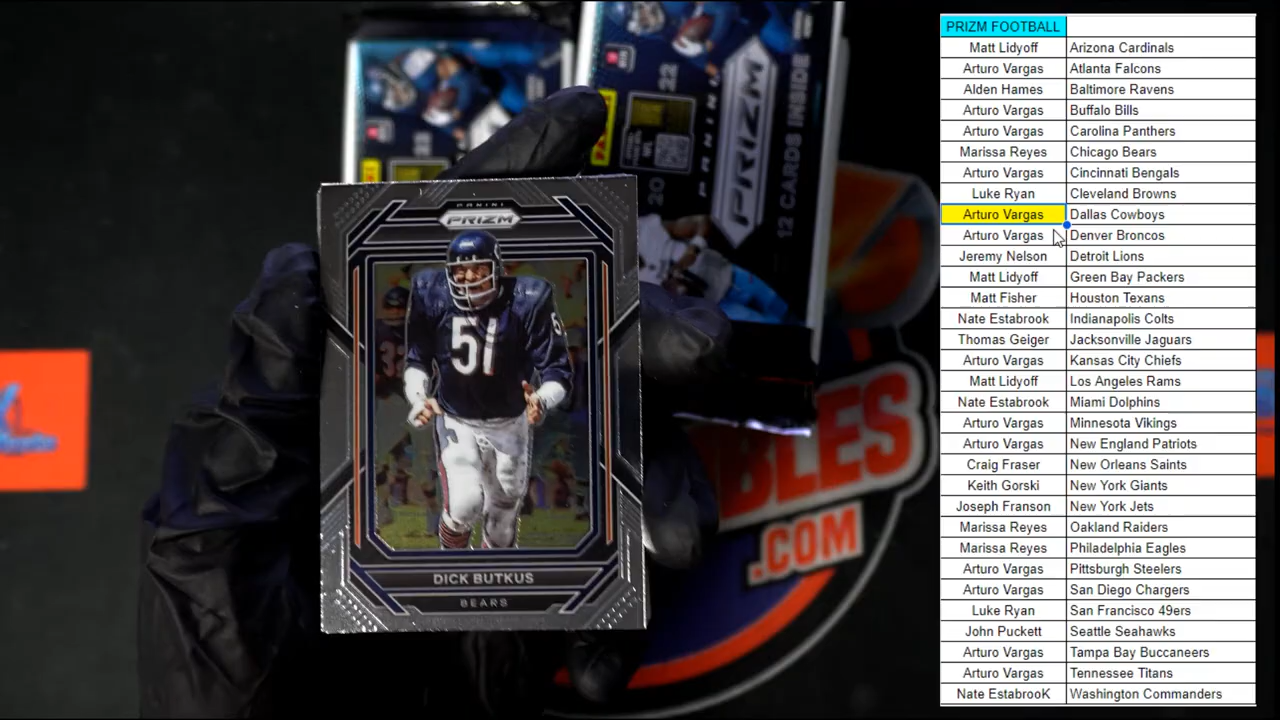 PRIZM FOOTBALL
Matt Lidyoff Arizona Cardinals
Arturo Vargas Atlanta Falcons
Alden Hames Baltimore Ravens
Arturo Vargas Buffalo Bills
Arturo Vargas Carolina Panthers
Marissa Reyes Chicago Bears
Arturo Vargas Cincinnati Bengals
Luke Ryan Cleveland Browns
Arturo Vargas Dallas Cowboys
Arturo Vargas Denver Broncos
Jeremy Nelson Detroit Lions
Matt Lidyoff Green Bay Packers
Matt Fisher Houston Texans
Nate Estabrook Indianapolis Colts
Thomas Geiger Jacksonville Jaguars
Arturo Vargas Kansas City Chiefs
Matt Lidyoff Los Angeles Rams
Nate Estabrook Miami Dolphins
Arturo Vargas Minnesota Vikings
Arturo Vargas New England Patriots
Craig Fraser New Orleans Saints
Keith Gorski New York Giants
Joseph Franson New York Jets
Marissa Reyes Oakland Raiders
Marissa Reyes Philadelphia Eagles
Arturo Vargas Pittsburgh Steelers
Arturo Vargas San Diego Chargers
Luke Ryan San Francisco 49ers
John Puckett Seattle Seahawks
Arturo Vargas Tampa Bay Buccaneers
Arturo Vargas Tennessee Titans
Nate EstabrooK Washington Commanders
PANINI
PRIZM
51
DICK BUTKUS
BEARS
20 22
PANINI
PRIZM
12 CARDS INSIDE
BLES
.COM